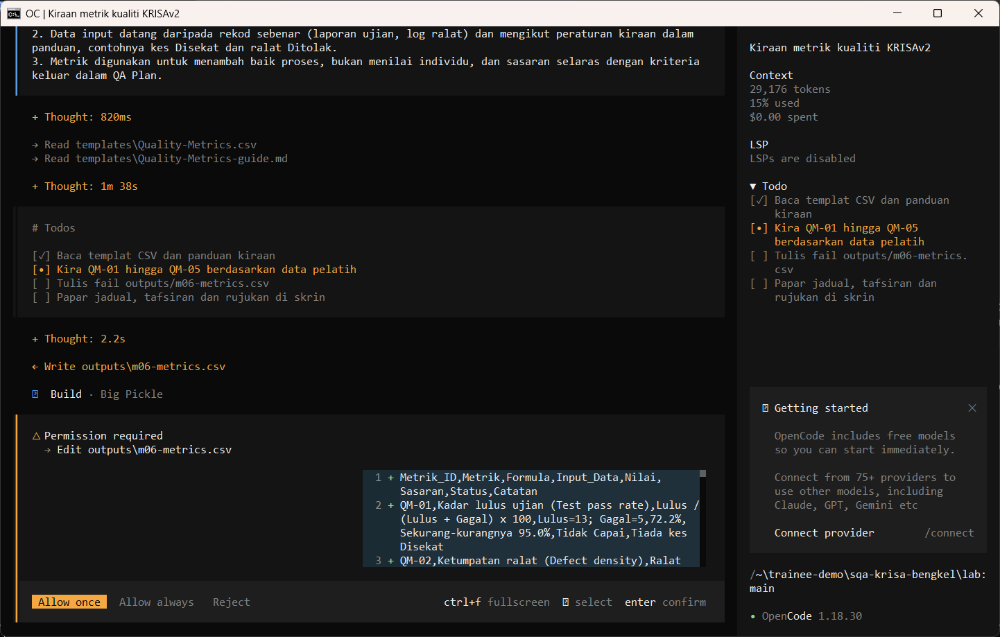 OC | Kiraan metrik kualiti KRISAv2
2. Data input datang daripada rekod sebenar (laporan ujian, log ralat) dan mengikut peraturan kiraan dalam
panduan, contohnya kes Disekat dan ralat Ditolak.
3. Metrik digunakan untuk menambah baik proses, bukan menilai individu, dan sasaran selaras dengan kriteria
keluar dalam QA Plan.
+ Thought: 820ms
→ Read templates\Quality-Metrics.csv
→ Read templates\Quality-Metrics-guide.md
+ Thought: 1m 38s
# Todos
[✓] Baca templat CSV dan panduan kiraan
[•] Kira QM-01 hingga QM-05 berdasarkan data pelatih
[ ] Tulis fail outputs/m06-metrics.csv
[ ] Papar jadual, tafsiran dan rujukan di skrin
+ Thought: 2.2s
← Write outputs\m06-metrics.csv
Build · Big Pickle
△ Permission required
→ Edit outputs\m06-metrics.csv
1 + Metrik_ID,Metrik,Formula,Input_Data,Nilai,
Sasaran,Status,Catatan
2 + QM-01,Kadar lulus ujian (Test pass rate),Lulus /
(Lulus + Gagal) x 100,Lulus=13; Gagal=5,72.2%,
Sekurang-kurangnya 95.0%,Tidak Capai,Tiada kes
Disekat
3 + QM-02,Ketumpatan ralat (Defect density),Ralat
Allow once Allow always Reject ctrl+f fullscreen select enter confirm
Kiraan metrik kualiti KRISAv2
Context
29,176 tokens
15% used
$0.00 spent
LSP
LSPs are disabled
▼ Todo
[✓] Baca templat CSV dan panduan
kiraan
[•] Kira QM-01 hingga QM-05
berdasarkan data pelatih
[ ] Tulis fail outputs/m06-metrics.
csv
[ ] Papar jadual, tafsiran dan
rujukan di skrin
Getting started
OpenCode includes free models
so you can start immediately.
Connect from 75+ providers to
use other models, including
Claude, GPT, Gemini etc
Connect provider /connect
/~\trainee-demo\sqa-krisa-bengkel\lab:
main
• OpenCode 1.18.30